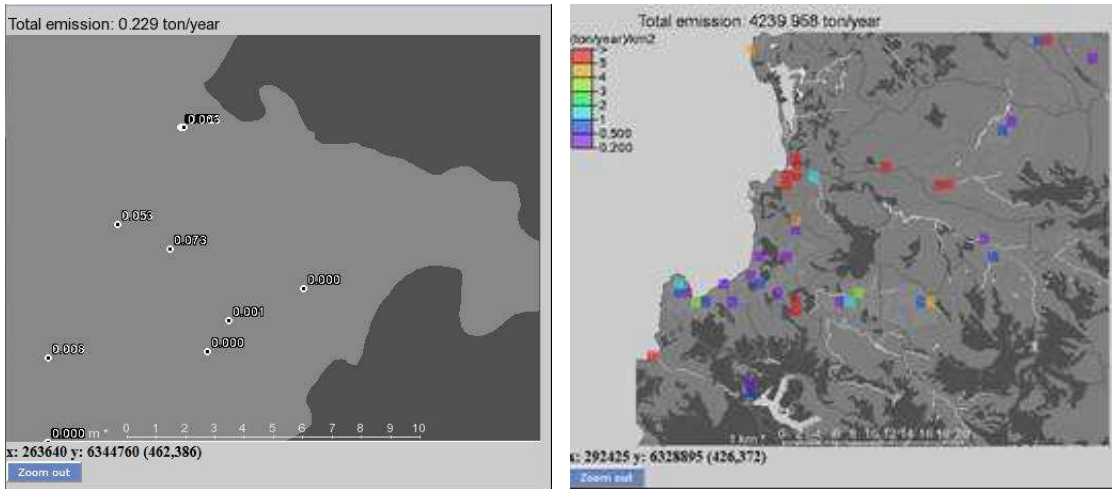 Total emission: 0.229 ton/year
0.053
0.073
0.000
0.001
0.000
0.008
0.000 m *
0 1 2 3 4 5 6 7 8 9 10
x: 263640 y: 6344760 (462,386)
Zoom out
Total emission: 4239.958 ton/year
(ton/year)/km2
>
5
4
3
2
1
0.500
0.200
x: 292425 y: 6328895 (426,372)
Zoom out